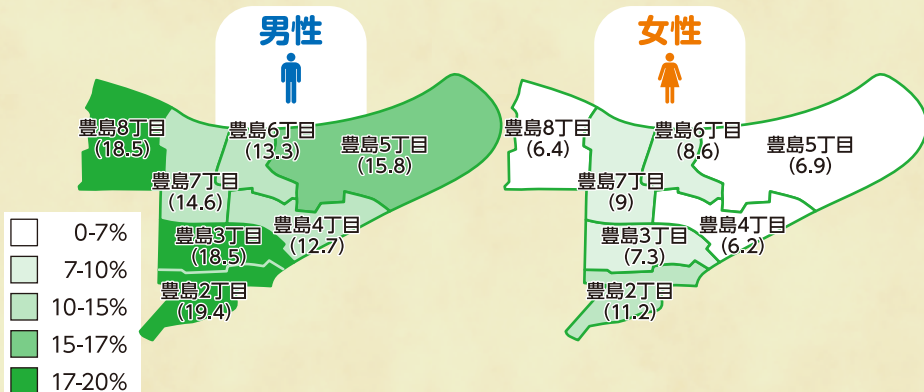 男性
豊島8丁目
(18.5)
豊島6丁目
(13.3)
豊島5丁目
(15.8)
豊島7丁目
(14.6)
豊島4丁目
(12.7)
豊島3丁目
(18.5)
豊島2丁目
(19.4)
女性
豊島8丁目
(6.4)
豊島6丁目
(8.6)
豊島5丁目
(6.9)
豊島7丁目
(9)
豊島4丁目
(6.2)
豊島3丁目
(7.3)
豊島2丁目
(11.2)
0-7%
7-10%
10-15%
15-17%
17-20%